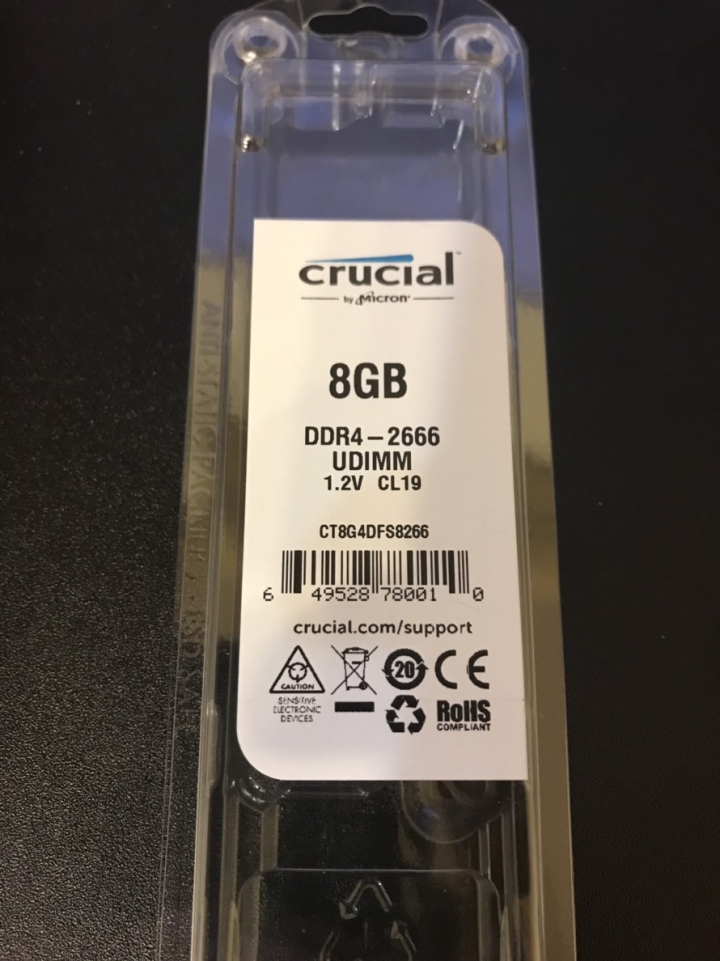 crucial™
by Micron®
8GB
DDR4-2666
UDIMM
1.2V CL19
CT8G4DFS8266
6 49528 78001 0
crucial.com/support
CAUTION
SENSITIVE
ELECTRONIC
DEVICES
20
CE
RoHS
COMPLIANT